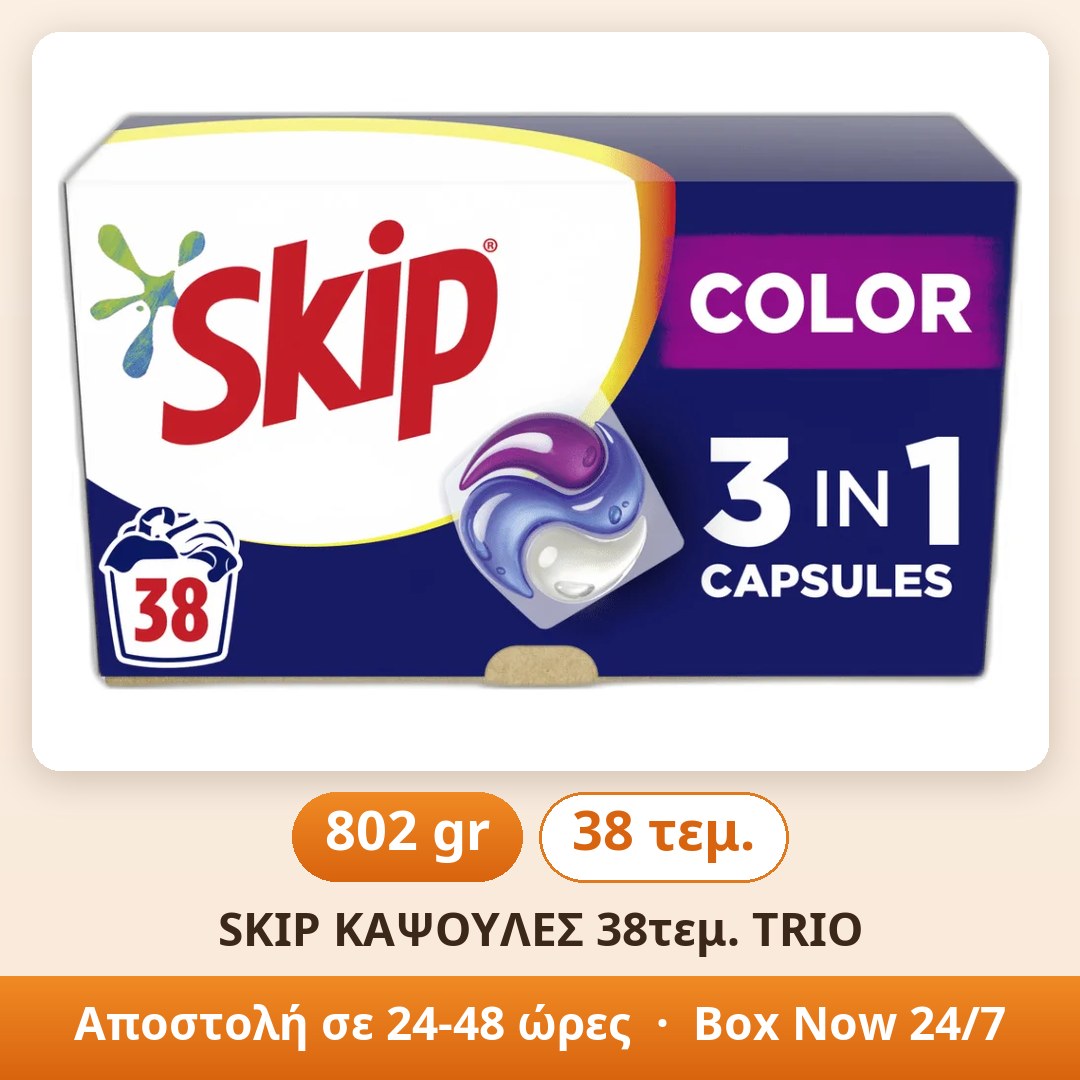 Skip®
COLOR
3 IN 1
CAPSULES
38
802 gr
38 τεμ.
SKIP ΚΑΨΟΥΛΕΣ 38τεμ. TRIO
Αποστολή σε 24-48 ώρες · Box Now 24/7